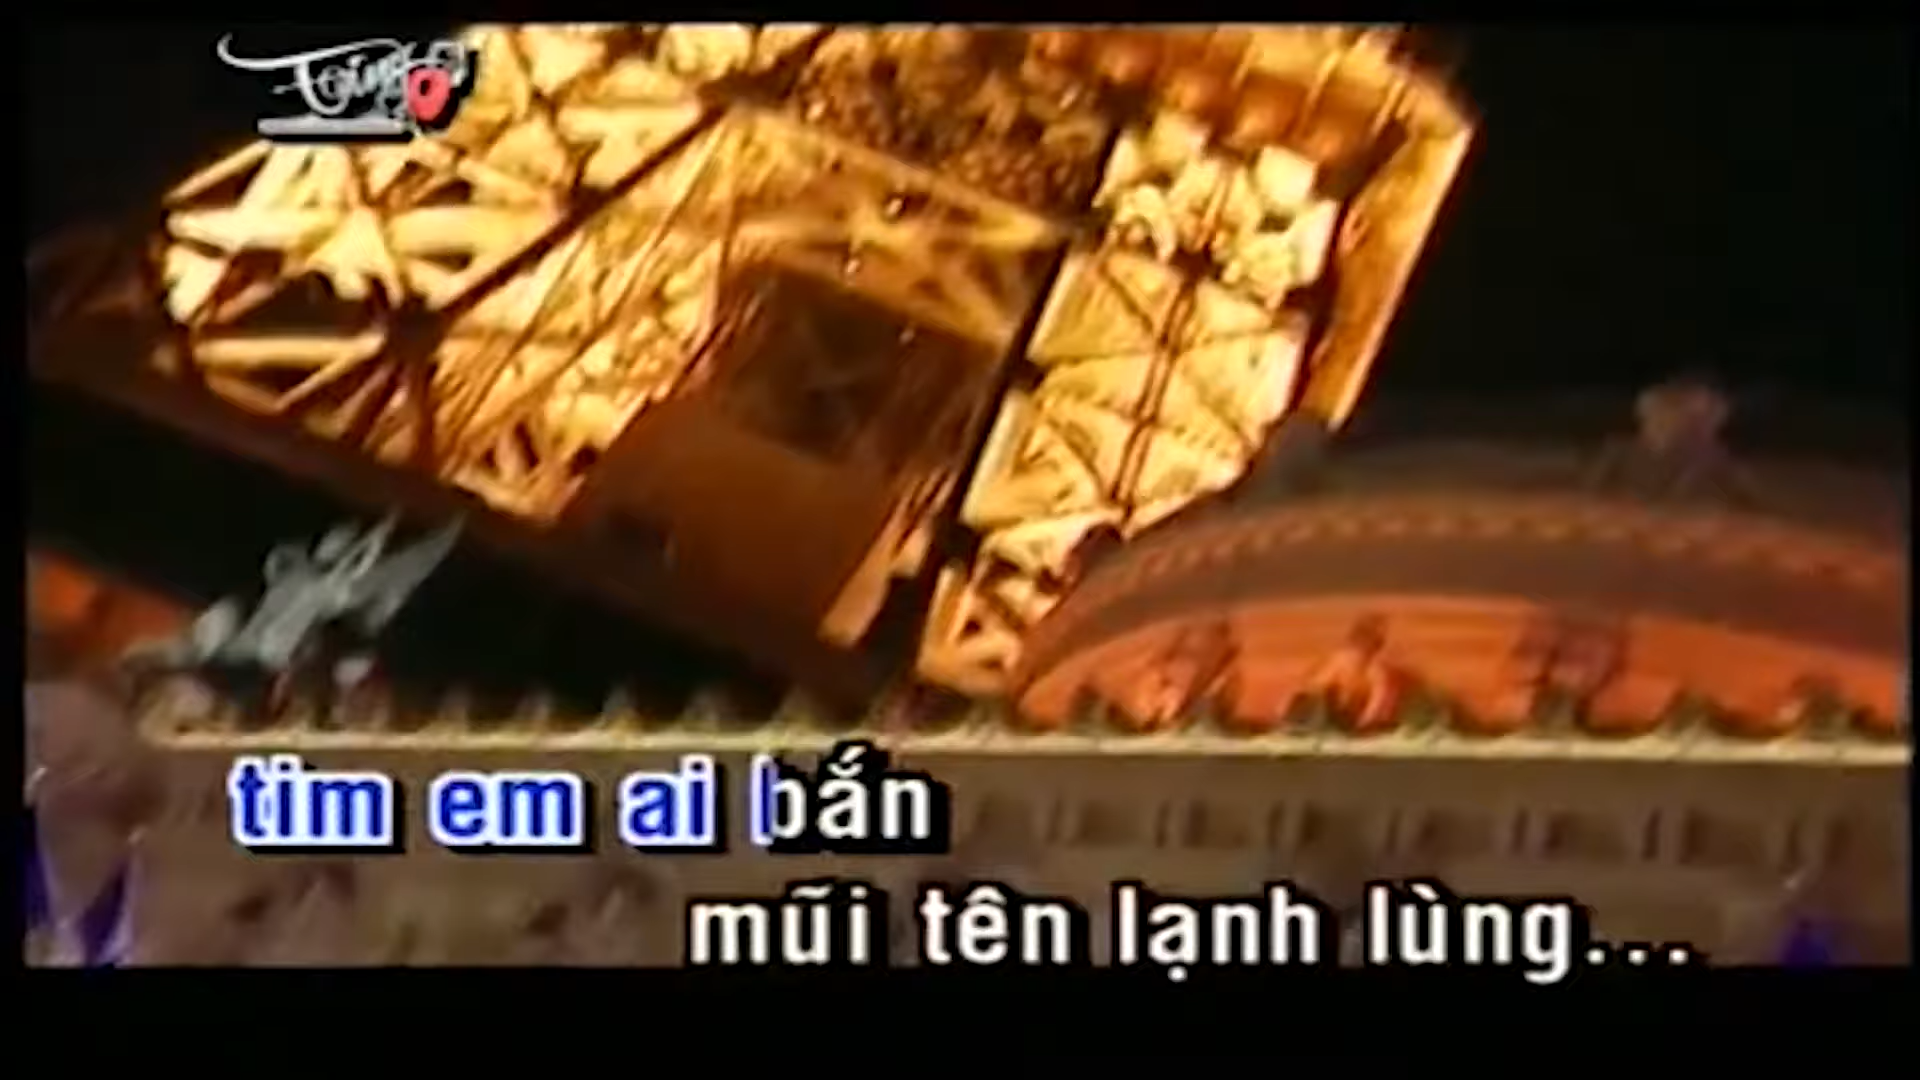 tim em ai bắn
mũi tên lạnh lùng...